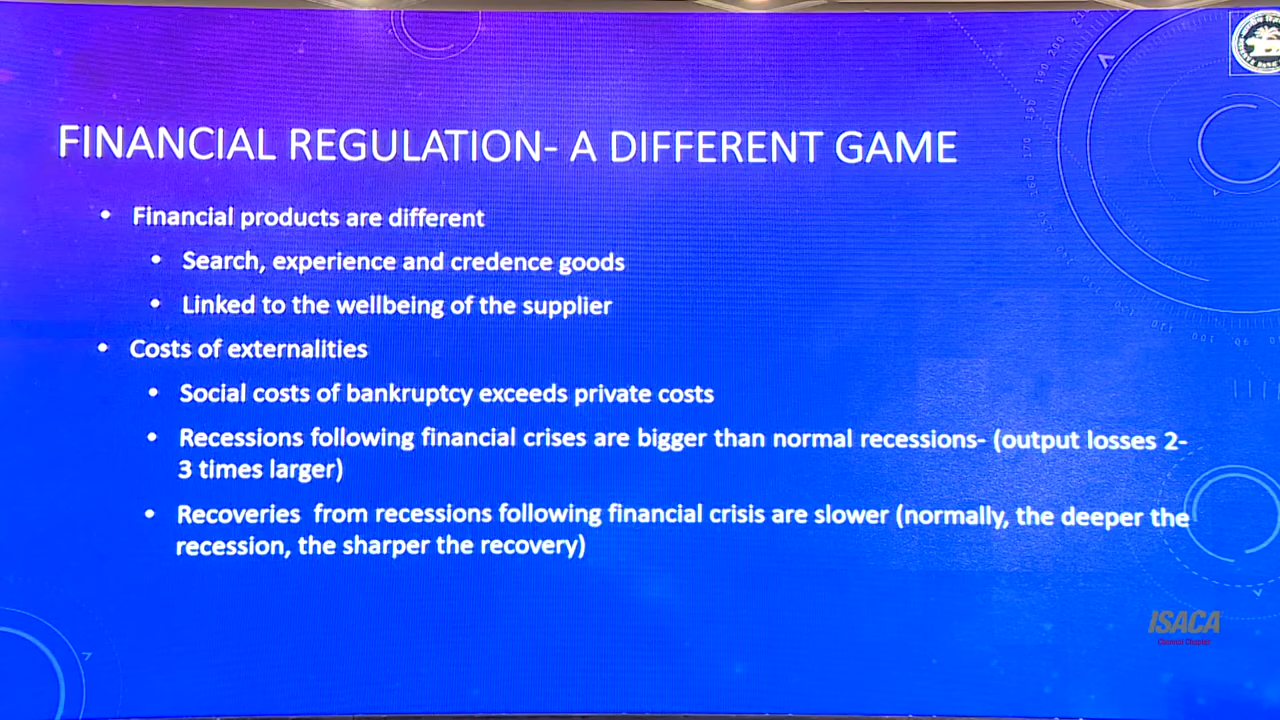 FINANCIAL REGULATION- A DIFFERENT GAME
• Financial products are different
• Search, experience and credence goods
• Linked to the wellbeing of the supplier
• Costs of externalities
• Social costs of bankruptcy exceeds private costs
• Recessions following financial crises are bigger than normal recessions- (output losses 2-
3 times larger)
• Recoveries from recessions following financial crisis are slower (normally, the deeper the
recession, the sharper the recovery)
ISACA
Chennai Chapter